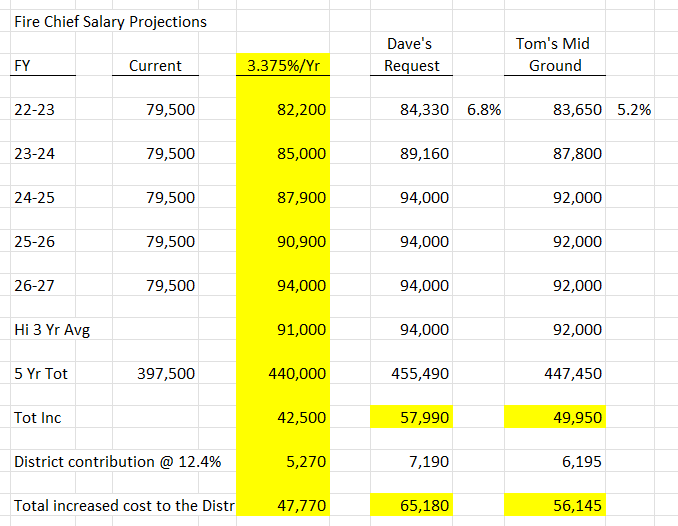 Fire Chief Salary Projections
Dave's Tom's Mid
FY Current 3.375%/Yr Request Ground
22-23 79,500 82,200 84,330 6.8% 83,650 5.2%
23-24 79,500 85,000 89,160 87,800
24-25 79,500 87,900 94,000 92,000
25-26 79,500 90,900 94,000 92,000
26-27 79,500 94,000 94,000 92,000
Hi 3 Yr Avg 91,000 94,000 92,000
5 Yr Tot 397,500 440,000 455,490 447,450
Tot Inc 42,500 57,990 49,950
District contribution @ 12.4% 5,270 7,190 6,195
Total increased cost to the Distr 47,770 65,180 56,145